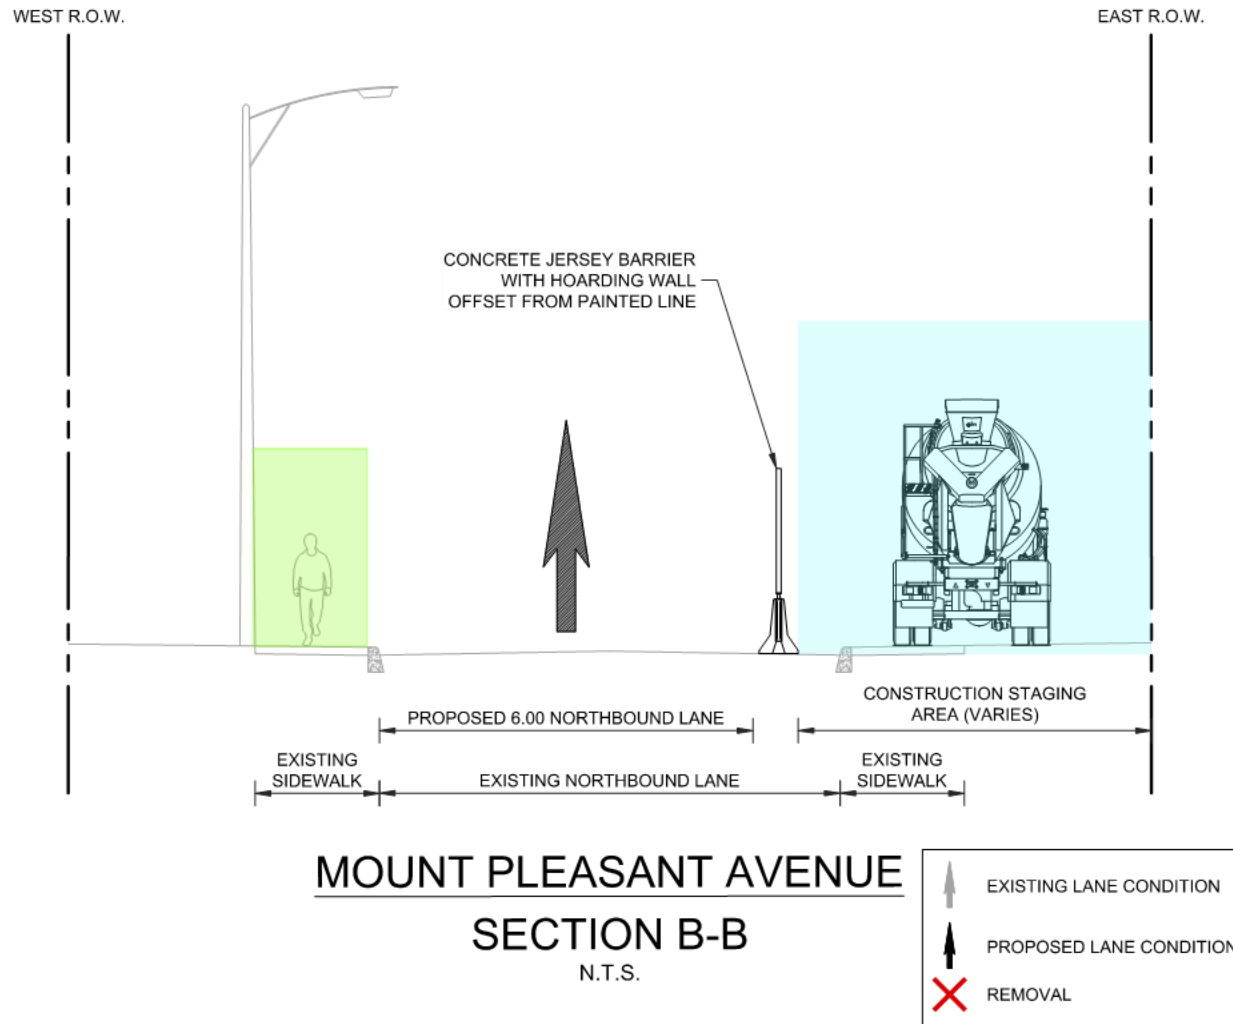 WEST R.O.W.
EAST R.O.W.
CONCRETE JERSEY BARRIER
WITH HOARDING WALL
OFFSET FROM PAINTED LINE
CONSTRUCTION STAGING
AREA (VARIES)
PROPOSED 6.00 NORTHBOUND LANE
EXISTING
SIDEWALK
EXISTING NORTHBOUND LANE
EXISTING
SIDEWALK
MOUNT PLEASANT AVENUE
SECTION B-B
N.T.S.
EXISTING LANE CONDITION
PROPOSED LANE CONDITION
REMOVAL